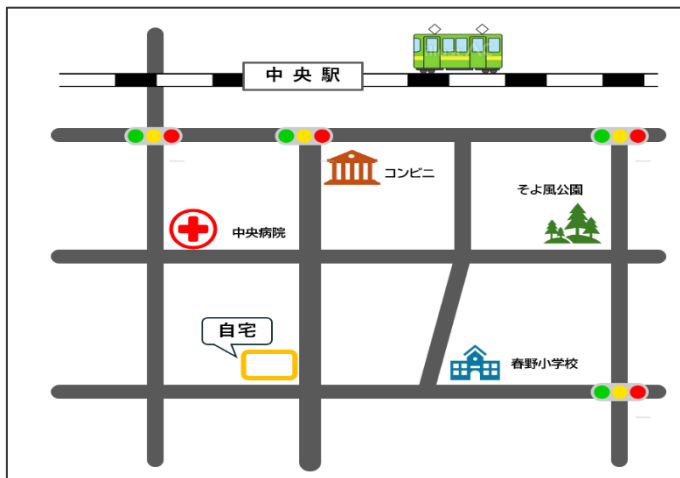 中央駅
コンビニ
そよ風公園
中央病院
自宅
春野小学校